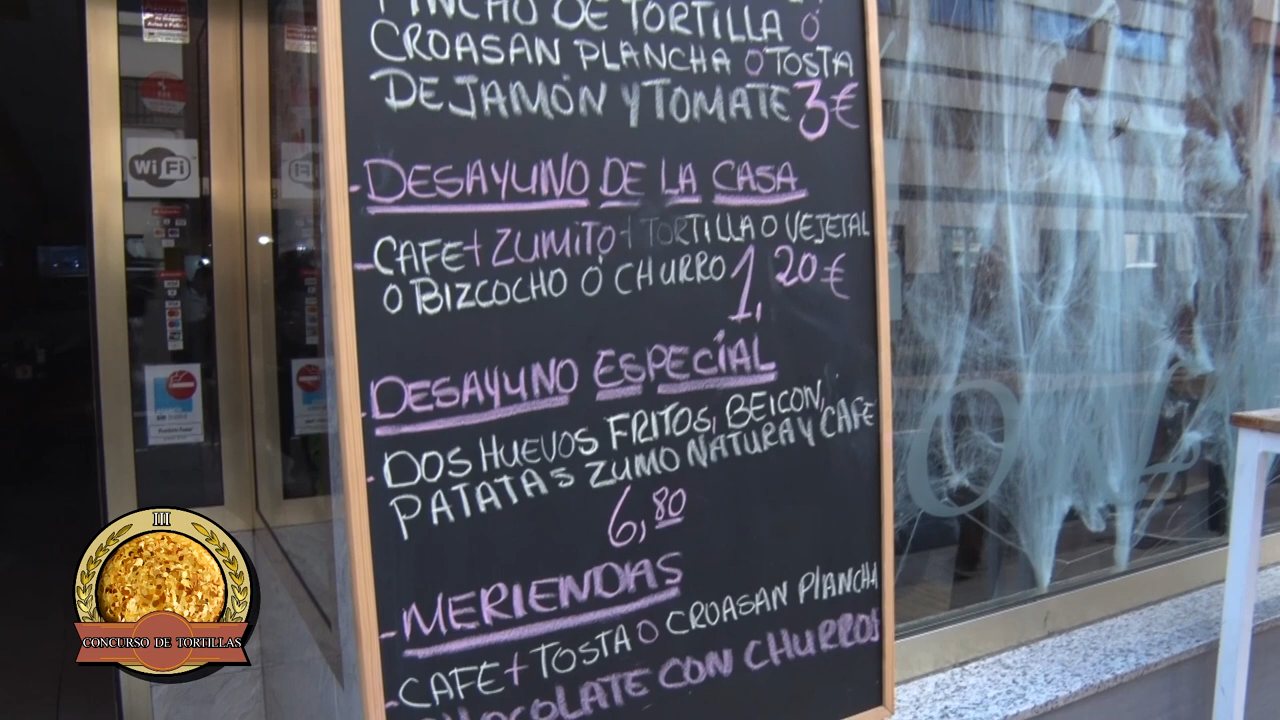 PINCHO DE TORTILLA Ó
CROASAN PLANCHA O TOSTA
DE JAMÓN Y TOMATE 3€
- DESAYUNO DE LA CASA
- CAFE + ZUMITO + TORTILLA O VEJETAL
O BIZCOCHO Ó CHURRO 1,20€
- DESAYUNO ESPECIAL
- DOS HUEVOS FRITOS, BEICON,
PATATAS ZUMO NATURA Y CAFE
6,80
- MERIENDAS
- CAFE + TOSTA O CROASAN PLANCHA
CHOCOLATE CON CHURROS
WiFi
III
CONCURSO DE TORTILLAS